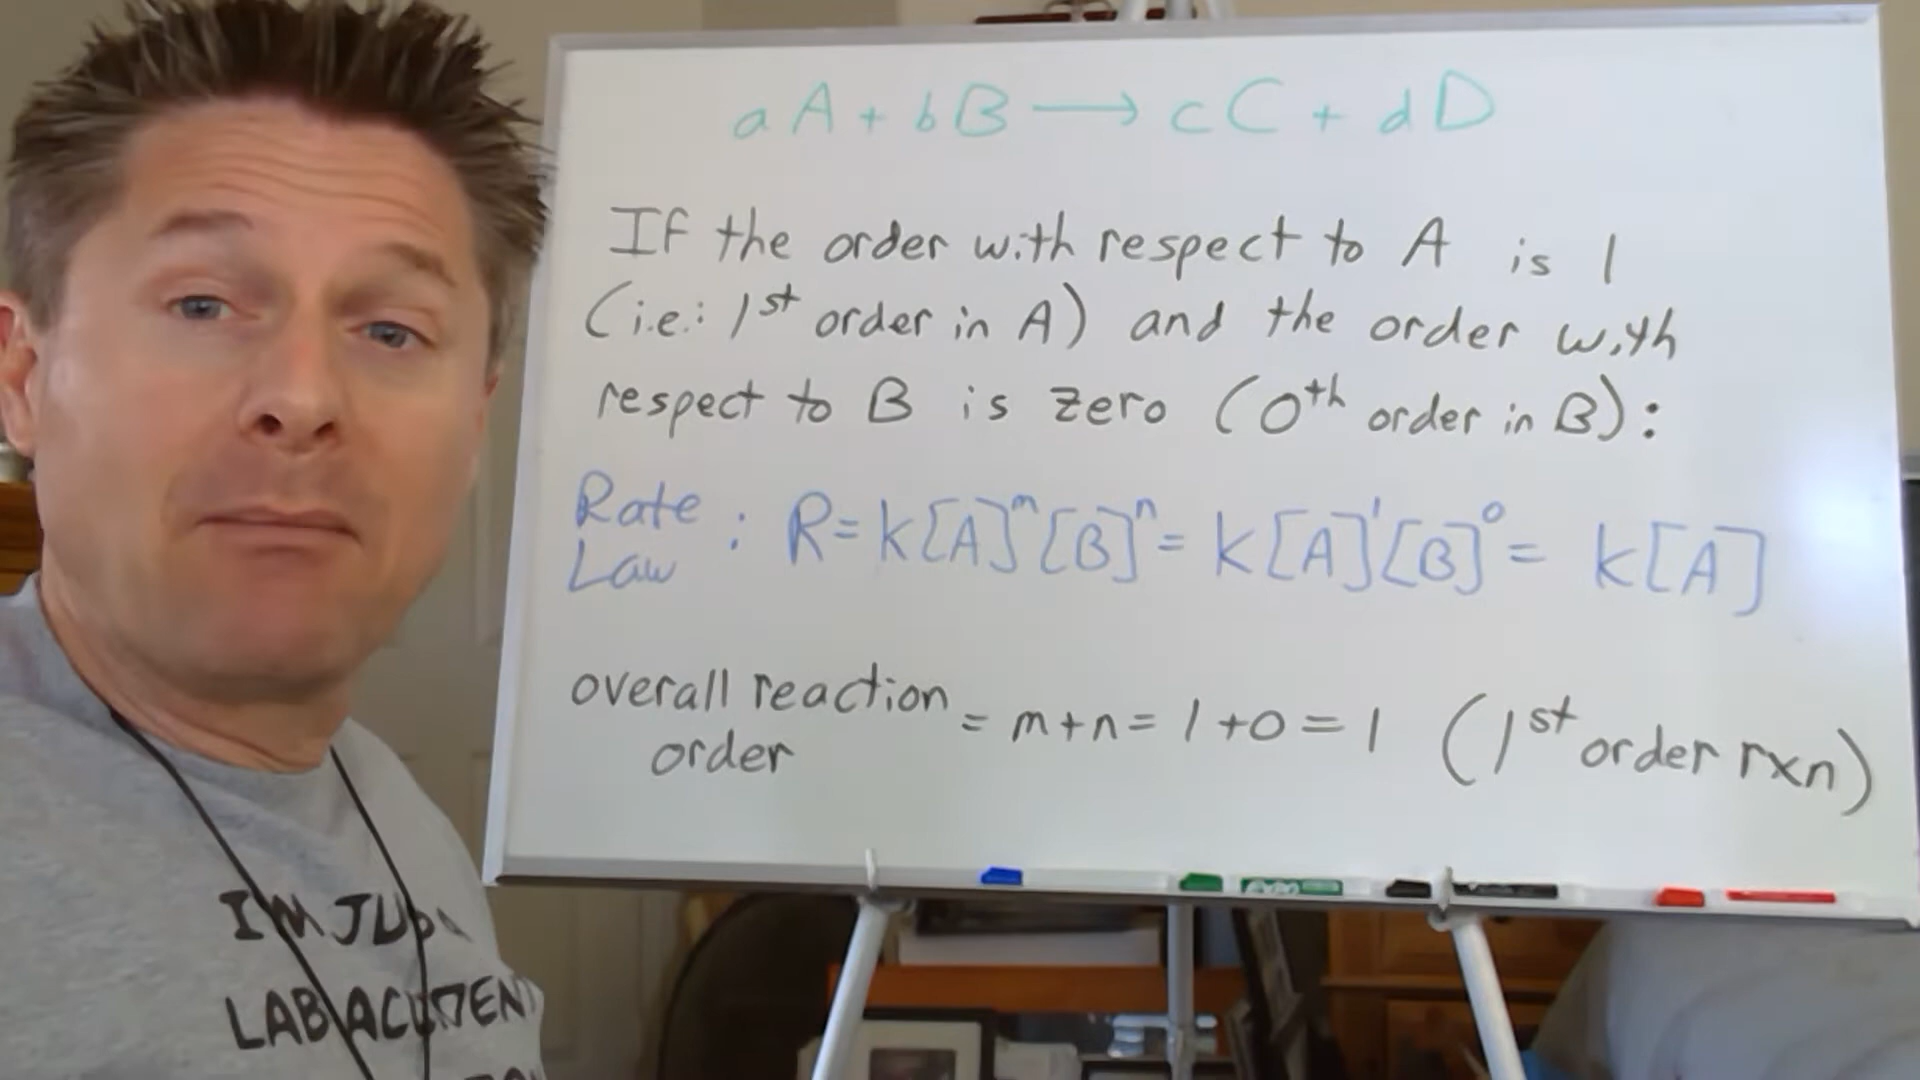 aA + bB → cC + dD
If the order with respect to A is 1
(i.e.: 1st order in A) and the order with
respect to B is zero (0th order in B):
Rate Law : R = k[A]^m[B]^n = k[A]^1[B]^0 = k[A]
overall reaction order = m+n = 1+0 = 1 (1st order rxn)
I'M
LAB
EXPO